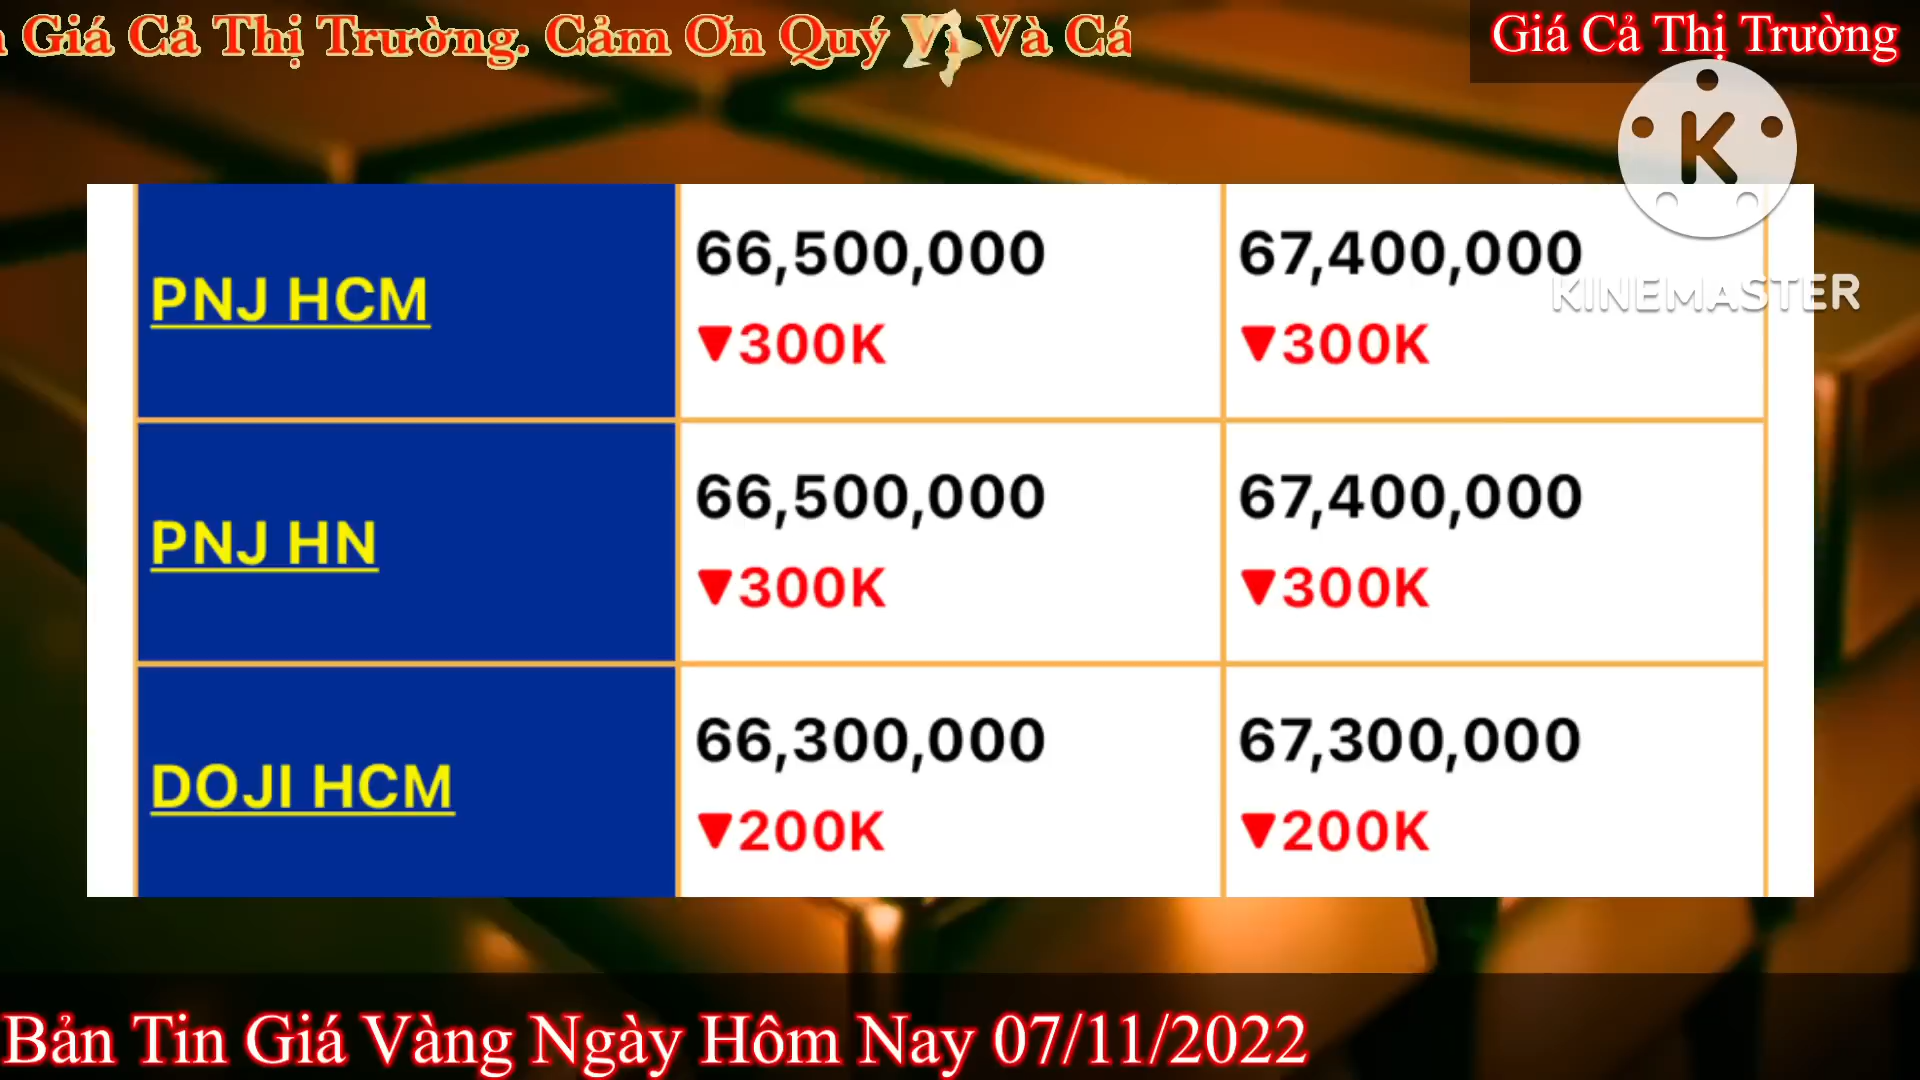 Giá Cả Thị Trường. Cảm Ơn Quý Vị Và Cá
Giá Cả Thị Trường
K
KINEMASTER
PNJ HCM 66,500,000 67,400,000
▼300K ▼300K
PNJ HN 66,500,000 67,400,000
▼300K ▼300K
DOJI HCM 66,300,000 67,300,000
▼200K ▼200K
Bản Tin Giá Vàng Ngày Hôm Nay 07/11/2022